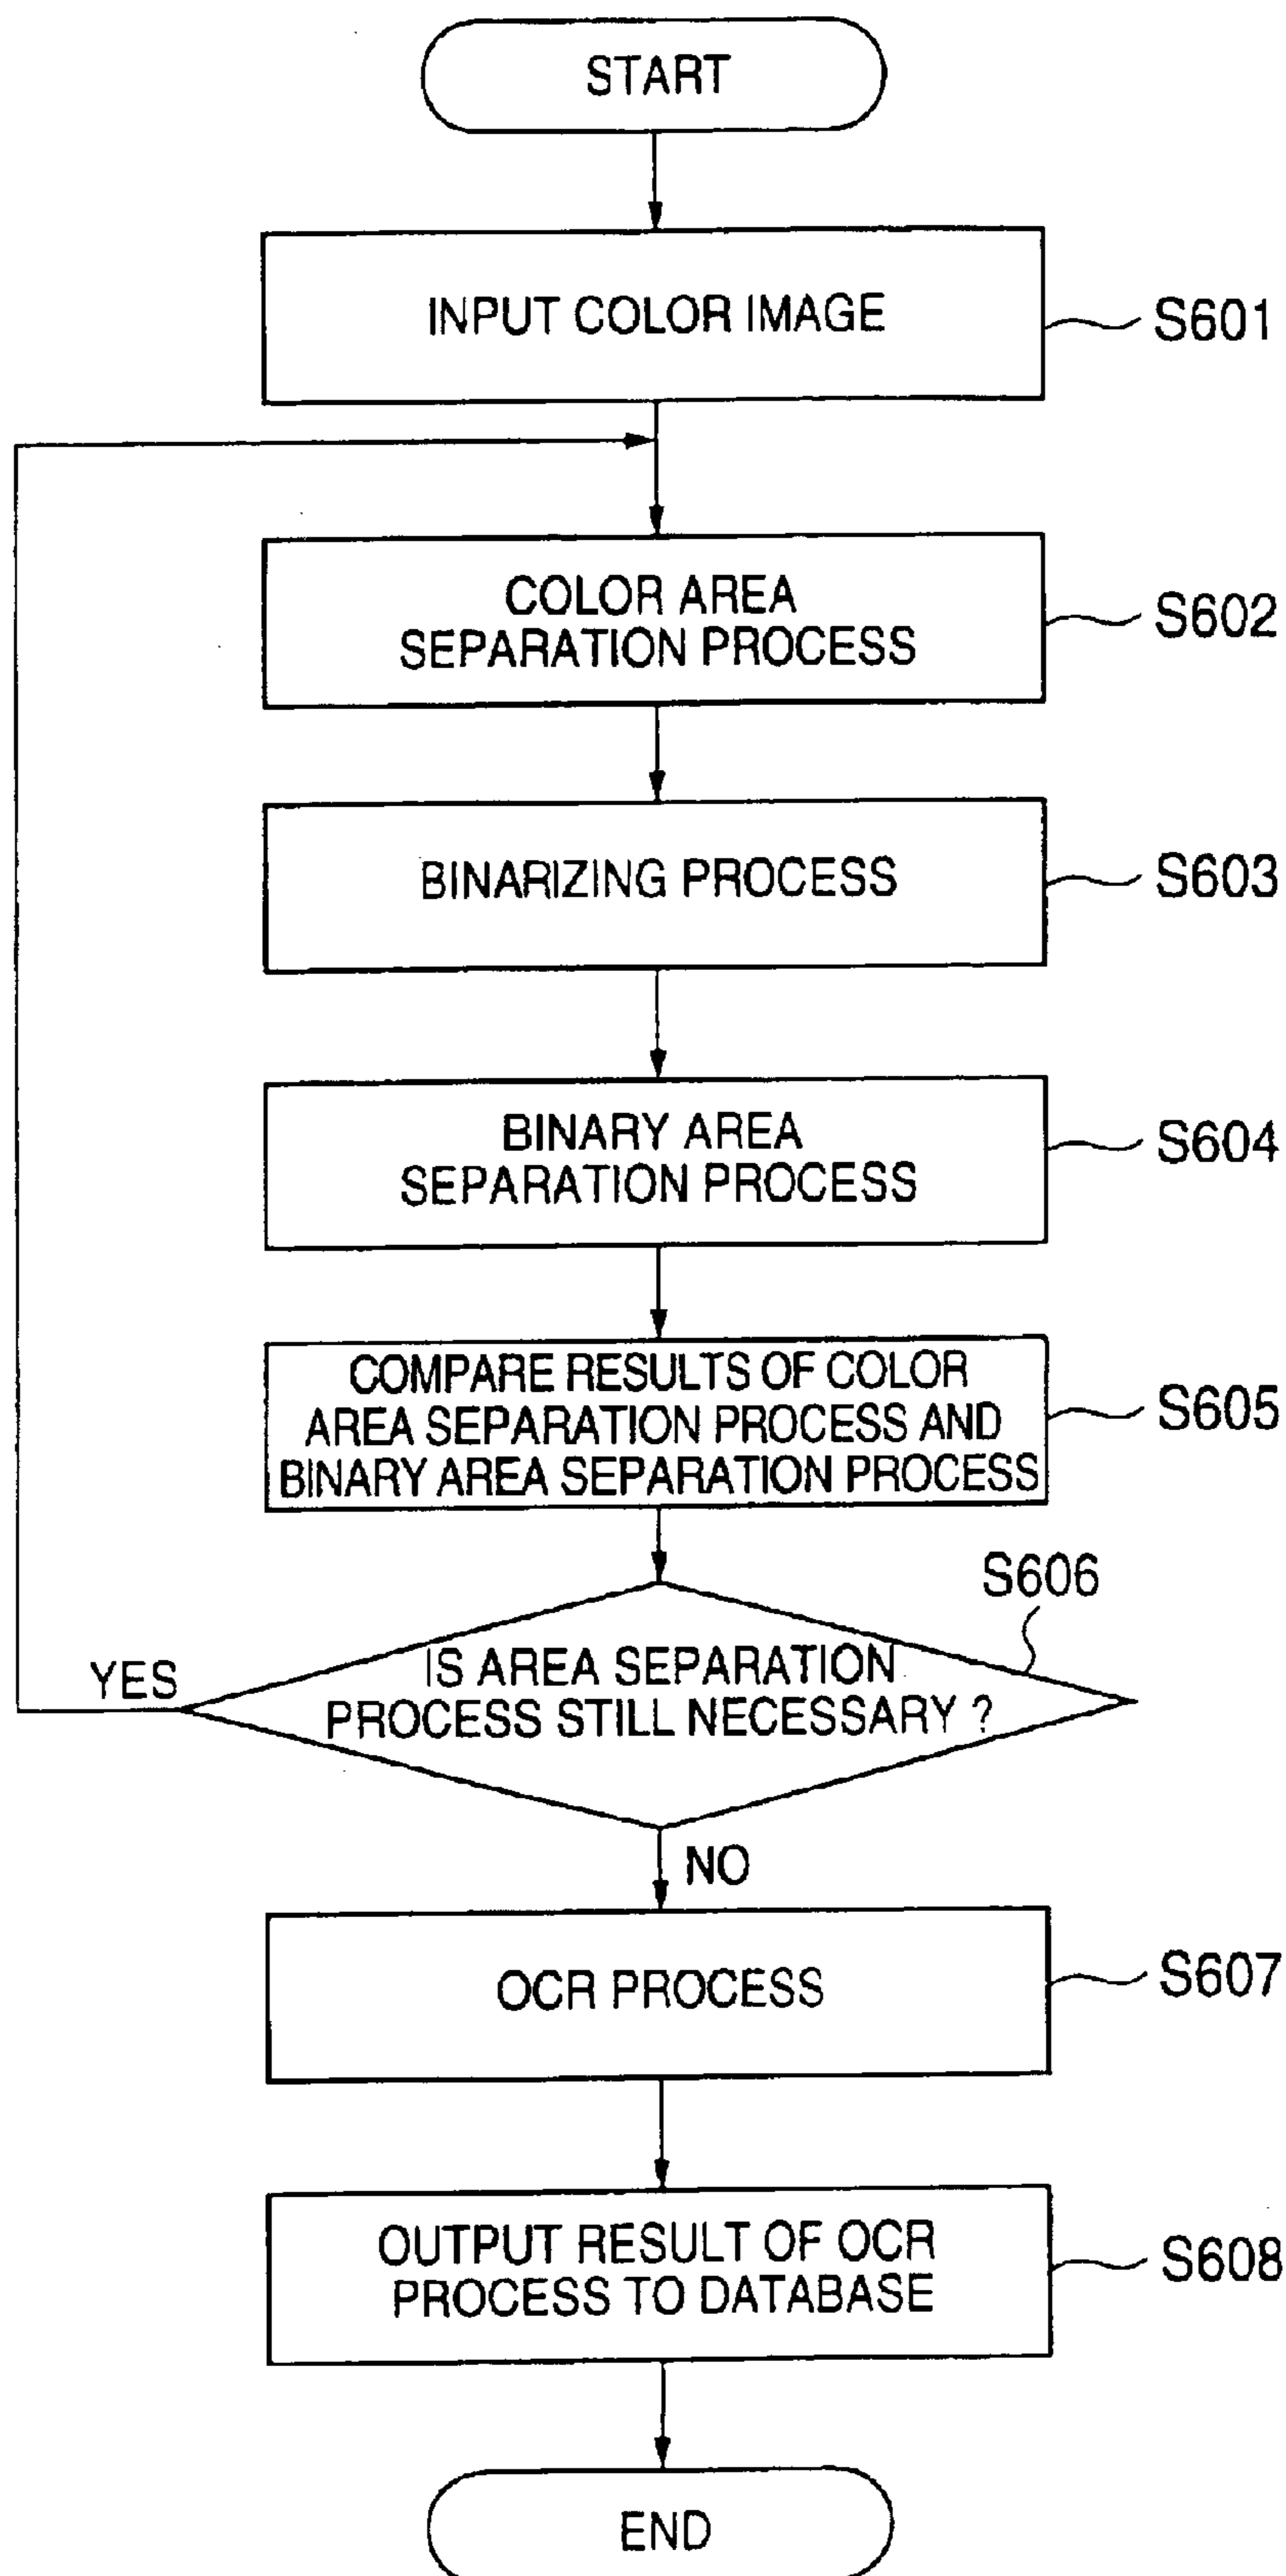 START
INPUT COLOR IMAGE
S601
COLOR AREA
SEPARATION PROCESS
S602
BINARIZING PROCESS
S603
BINARY AREA
SEPARATION PROCESS
S604
COMPARE RESULTS OF COLOR
AREA SEPARATION PROCESS AND
BINARY AREA SEPARATION PROCESS
S605
S606
IS AREA SEPARATION
PROCESS STILL NECESSARY ?
YES
NO
OCR PROCESS
S607
OUTPUT RESULT OF OCR
PROCESS TO DATABASE
S608
END